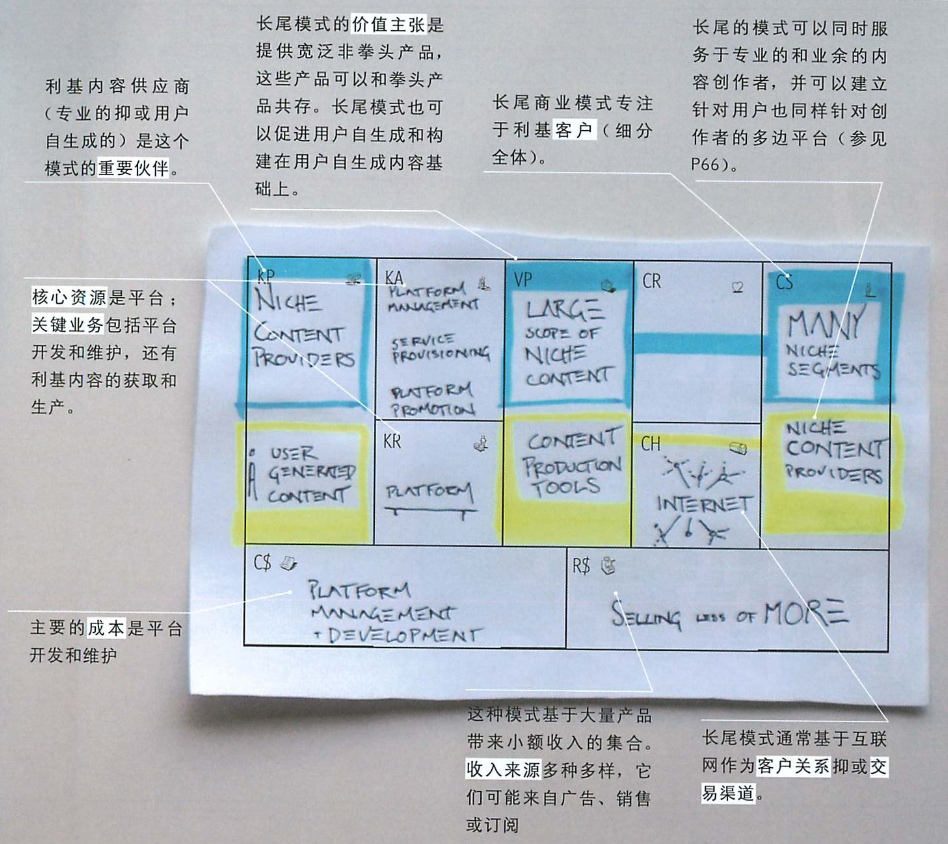 长尾模式的价值主张是
提供宽泛非拳头产品，
这些产品可以和拳头产
品共存。长尾模式也可
以促进用户自生成和构
建在用户自生成内容基
础上。
长尾的模式可以同时服
务于专业的和业余的内
容创作者，并可以建立
针对用户也同样针对创
作者的多边平台（参见
P66）。
利基内容供应商
（专业的抑或用户
自生成的）是这个
模式的重要伙伴。
长尾商业模式专注
于利基客户（细分
全体）。
核心资源是平台；
关键业务包括平台
开发和维护，还有
利基内容的获取和
生产。
KP
NICHE
CONTENT
PROVIDERS
USER
GENERATED
CONTENT
KA
PLATFORM
MANAGEMENT
SERVICE
PROVISIONING
PLATFORM
PROMOTION
KR
PLATFORM
VP
LARGE
SCOPE OF
NICHE
CONTENT
CONTENT
PRODUCTION
TOOLS
CR
CH
INTERNET
CS
MANY
NICHE
SEGMENTS
NICHE
CONTENT
PROVIDERS
C$
PLATFORM
MANAGEMENT
+ DEVELOPMENT
R$
SELLING LESS OF MORE
主要的成本是平台
开发和维护
这种模式基于大量产品
带来小额收入的集合。
收入来源多种多样，它
们可能来自广告、销售
或订阅
长尾模式通常基于互联
网作为客户关系抑或交
易渠道。